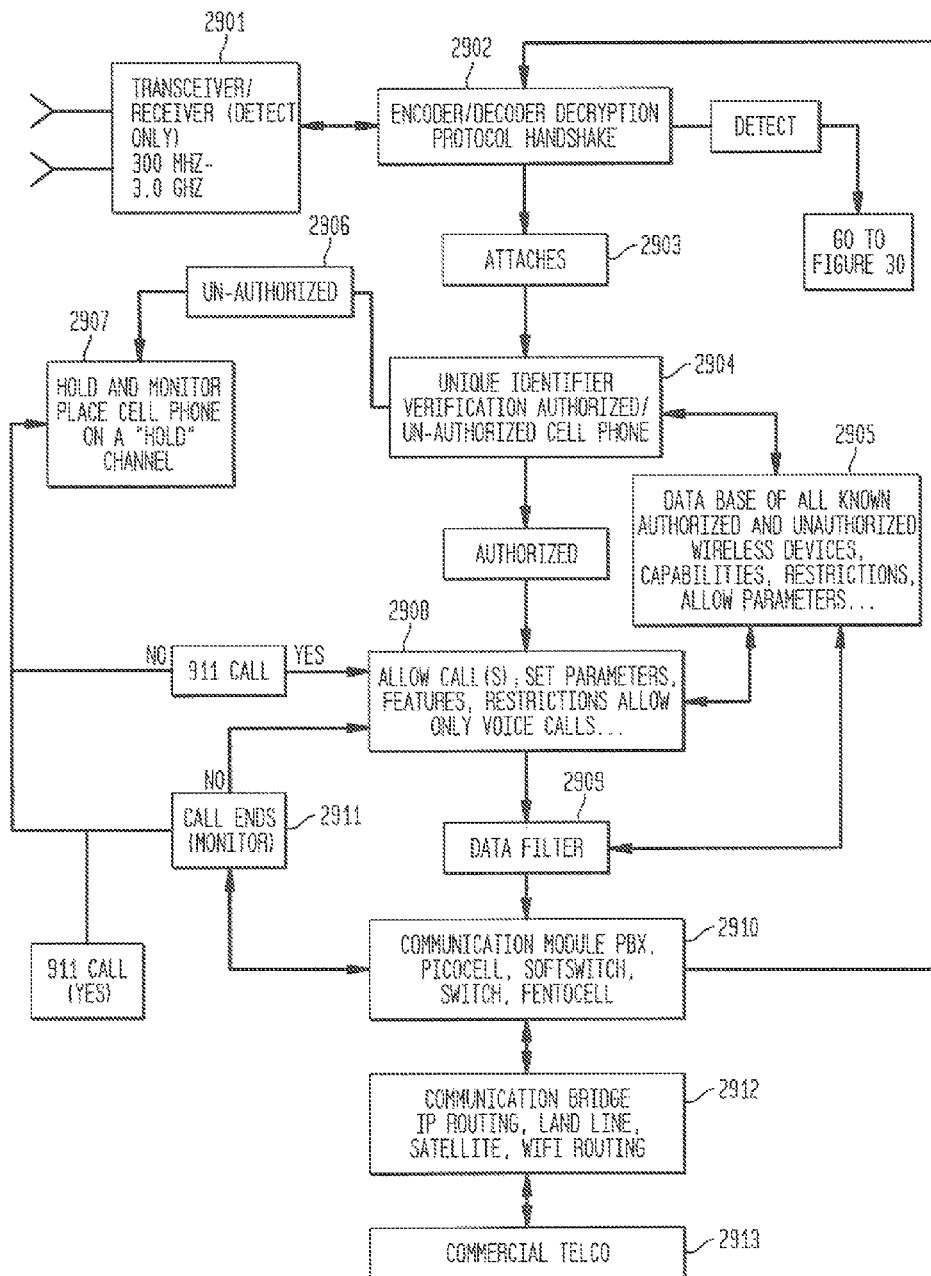 2901
TRANSCEIVER/
RECEIVER (DETECT
ONLY)
300 MHZ-
3.0 GHZ
2902
ENCODER/DECODER DECRYPTION
PROTOCOL HANDSHAKE
DETECT
GO TO
FIGURE 30
2903
ATTACHES
2906
UN-AUTHORIZED
2907
HOLD AND MONITOR
PLACE CELL PHONE
ON A "HOLD"
CHANNEL
2904
UNIQUE IDENTIFIER
VERIFICATION AUTHORIZED/
UN-AUTHORIZED CELL PHONE
2905
DATA BASE OF ALL KNOWN
AUTHORIZED AND UNAUTHORIZED
WIRELESS DEVICES,
CAPABILITIES, RESTRICTIONS,
ALLOW PARAMETERS...
AUTHORIZED
2908
NO
911 CALL
YES
ALLOW CALL(S); SET PARAMETERS,
FEATURES, RESTRICTIONS ALLOW
ONLY VOICE CALLS...
NO
CALL ENDS
(MONITOR)
2911
2909
DATA FILTER
911 CALL
(YES)
COMMUNICATION MODULE PBX,
PICOCELL, SOFTSWITCH,
SWITCH, FENTOCELL
2910
COMMUNICATION BRIDGE
IP ROUTING, LAND LINE,
SATELLITE, WIFI ROUTING
2912
COMMERCIAL TELCO
2913